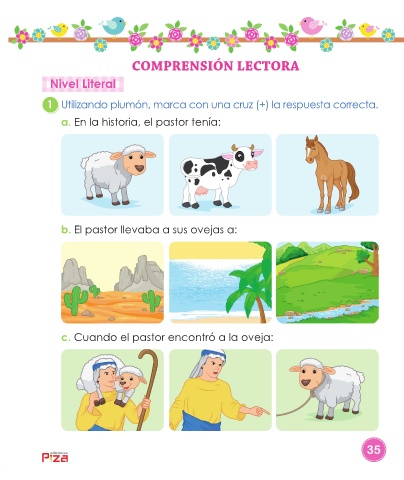 COMPRENSIÓN LECTORA
Nivel Literal
1 Utilizando plumón, marca con una cruz (+) la respuesta correcta.
a. En la historia, el pastor tenía:
b. El pastor llevaba a sus ovejas a:
c. Cuando el pastor encontró a la oveja:
35